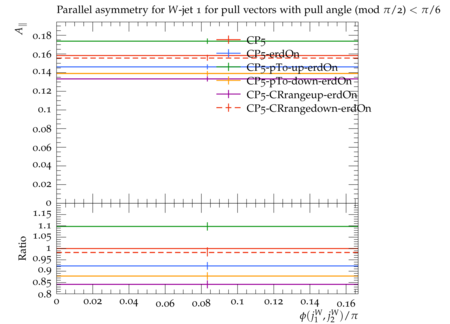 Parallel asymmetry for W-jet 1 for pull vectors with pull angle (mod π/2) < π/6
A∥
0.18
0.16
0.14
0.12
0.1
0.08
0.06
0.04
0.02
0
CP5
CP5-erdOn
CP5-pTo-up-erdOn
CP5-pTo-down-erdOn
CP5-CRrangeup-erdOn
CP5-CRrangedown-erdOn
Ratio
1.15
1.1
1.05
1
0.95
0.9
0.85
0.8
0 0.02 0.04 0.06 0.08 0.1 0.12 0.14 0.16
ϕ(j₁ᵂ, j₂ᵂ)/π